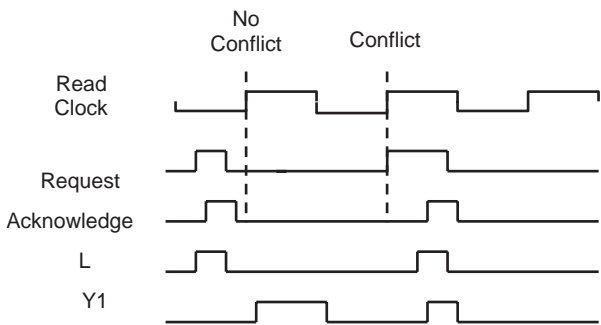 No
Conflict
Conflict
Read
Clock
Request
Acknowledge
L
Y1